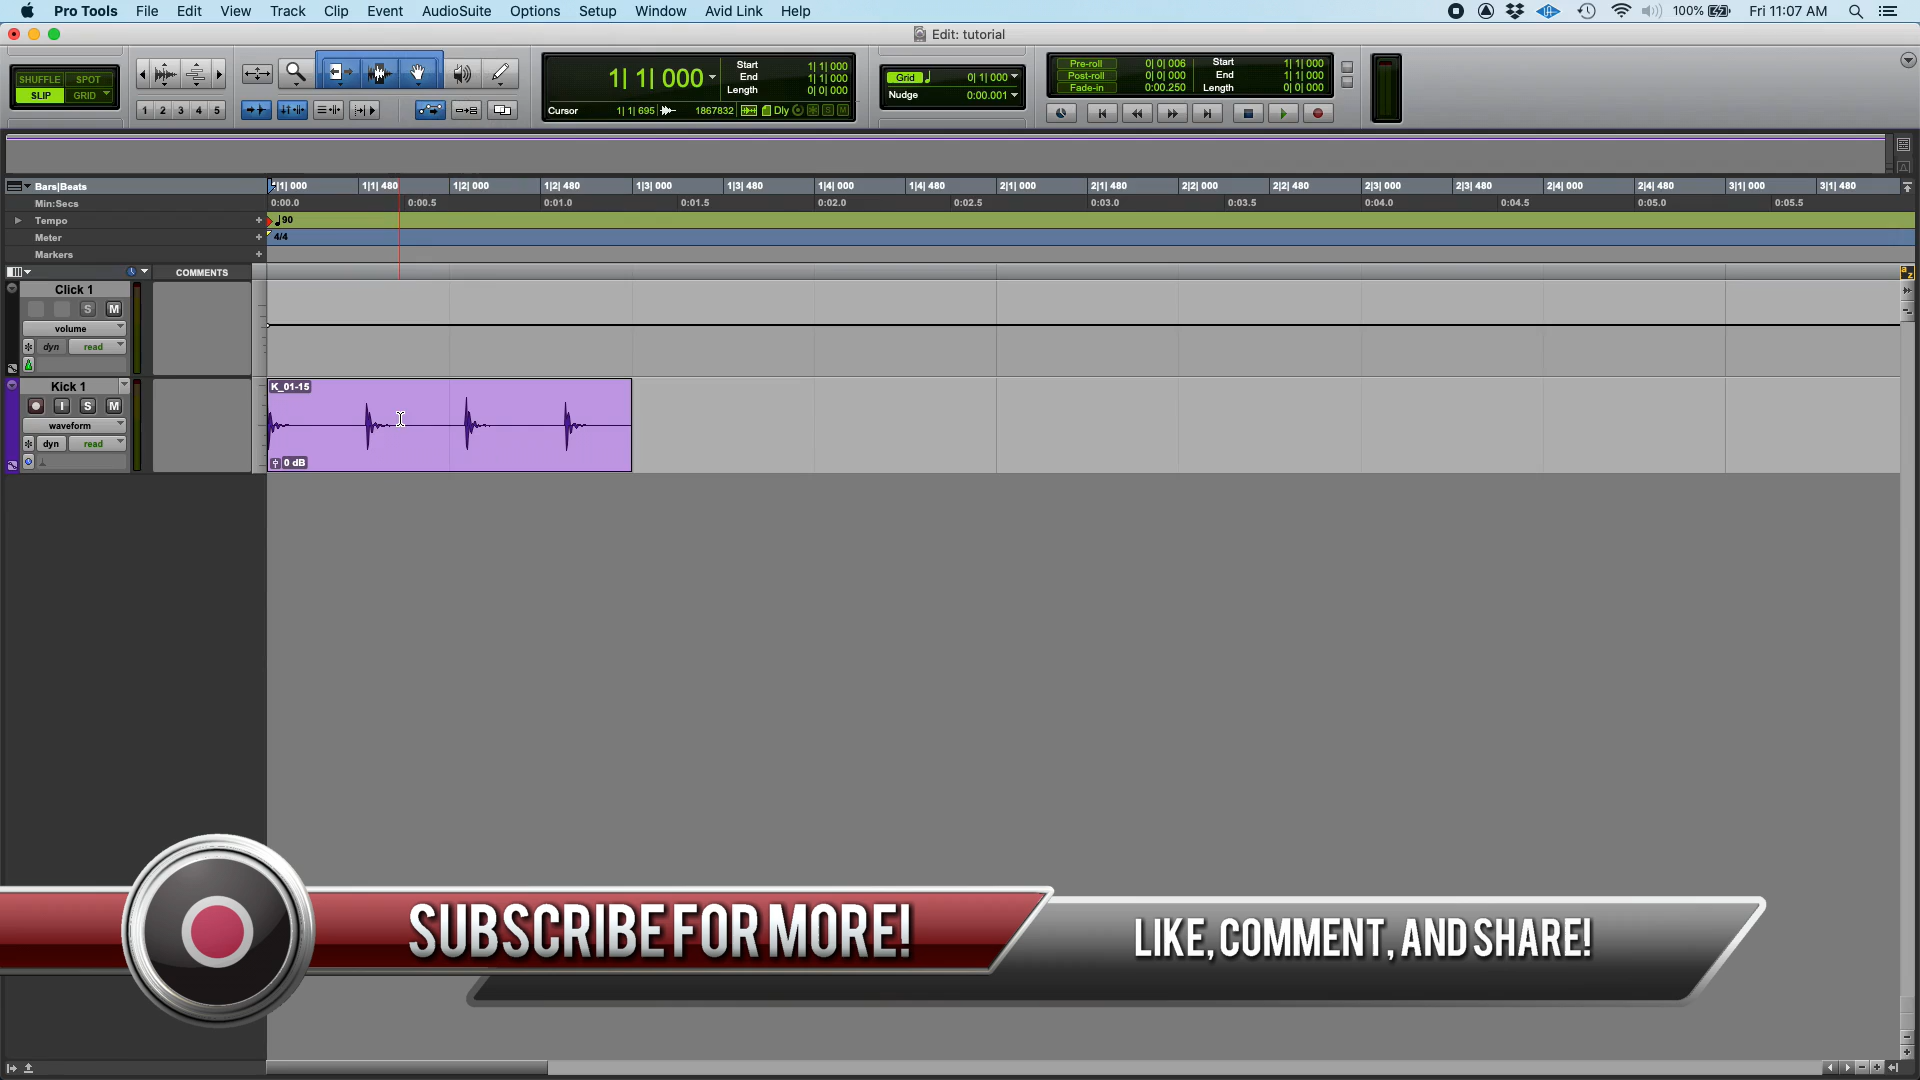 Pro Tools File Edit View Track Clip Event AudioSuite Options Setup Window Avid Link Help 100% Fri 11:07 AM
Edit: tutorial
SHUFFLE SPOT
SLIP GRID
1 2 3 4 5
1| 1| 000
Start 1| 1| 000
End 1| 1| 000
Length 0| 0| 000
Cursor 1| 1| 695 1867832 Dly S M
Grid 0| 1| 000
Nudge 0:00.001
Pre-roll 0| 0| 006 Start 1| 1| 000
Post-roll 0| 0| 000 End 1| 1| 000
Fade-in 0:00.250 Length 0| 0| 000
Bars|Beats 1|1| 000 1|1| 480 1|2| 000 1|2| 480 1|3| 000 1|3| 480 1|4| 000 1|4| 480 2|1| 000 2|1| 480 2|2| 000 2|2| 480 2|3| 000 2|3| 480 2|4| 000 2|4| 480 3|1| 000 3|1| 480
Min:Secs 0:00.0 0:00.5 0:01.0 0:01.5 0:02.0 0:02.5 0:03.0 0:03.5 0:04.0 0:04.5 0:05.0 0:05.5
Tempo + 90
Meter + 4/4
Markers +
COMMENTS
a z
Click 1
S M
volume
dyn read
Kick 1
I S M
waveform
dyn read
K_01-15
0 dB
SUBSCRIBE FOR MORE!
LIKE, COMMENT, AND SHARE!